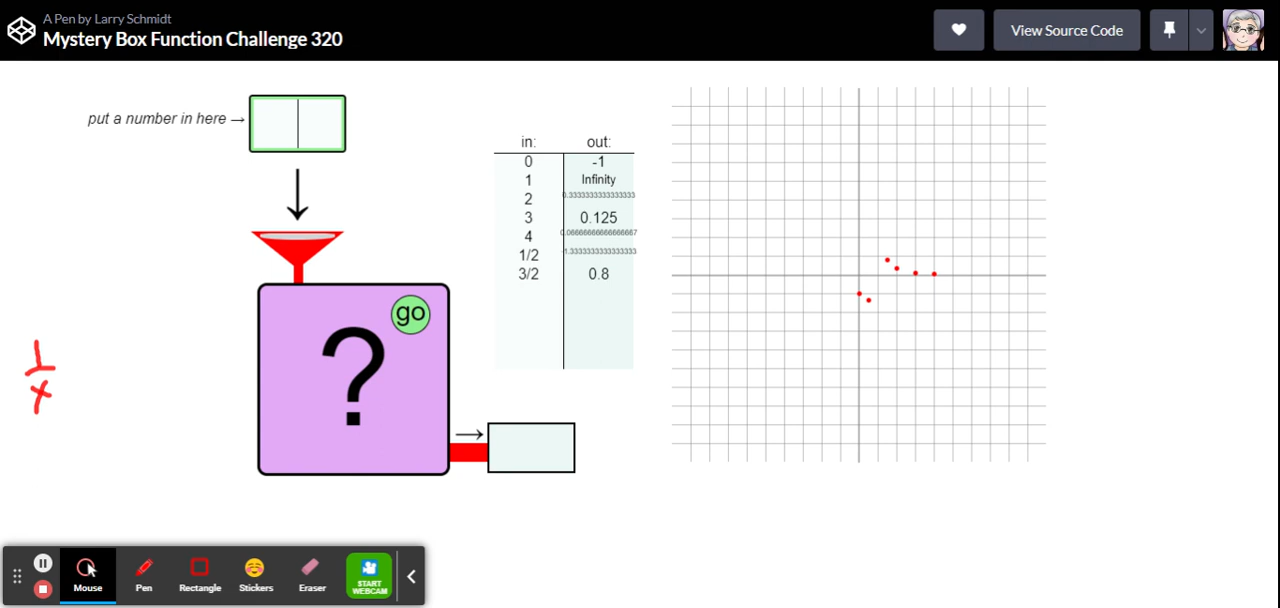 A Pen by Larry Schmidt
Mystery Box Function Challenge 320
View Source Code
put a number in here →
in: out:
0 -1
1 Infinity
2 0.3333333333333333
3 0.125
4 0.06666666666666667
1/2 -1.3333333333333333
3/2 0.8
go
?
→
1
x
Mouse
Pen
Rectangle
Stickers
Eraser
START
WEBCAM